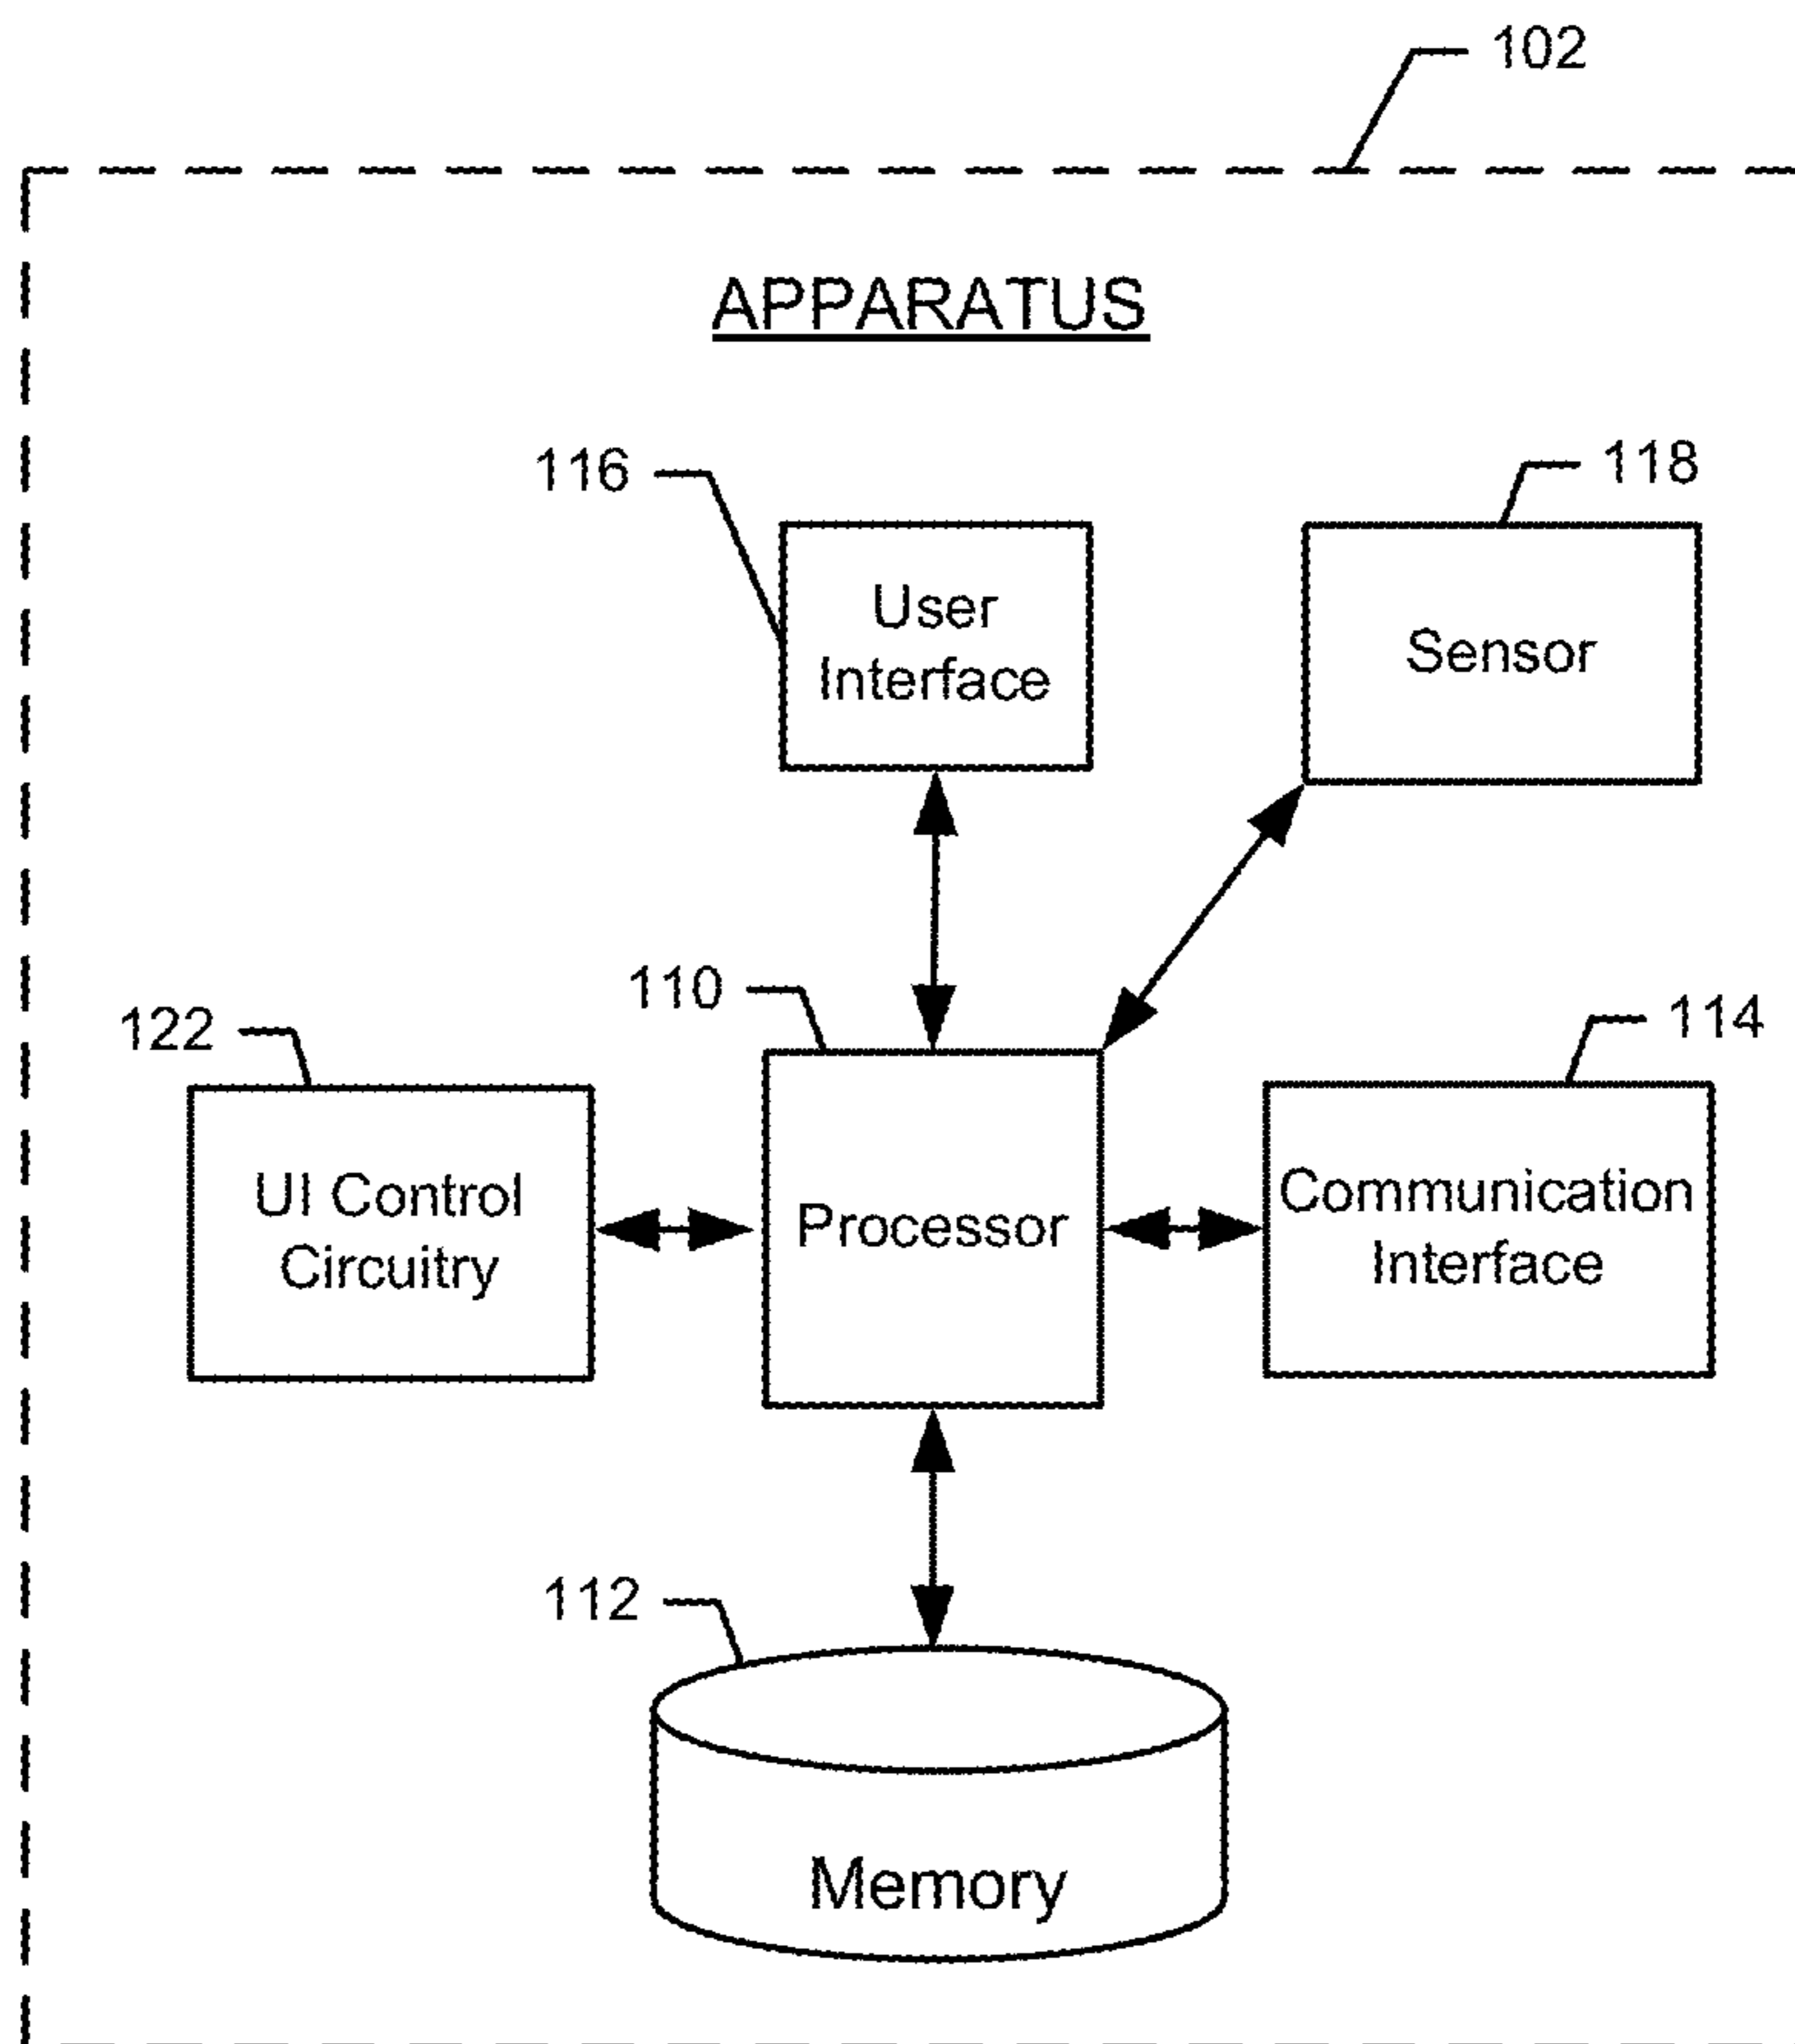 102
APPARATUS
116
118
User
Interface
Sensor
110
122
114
UI Control
Circuitry
Processor
Communication
Interface
112
Memory